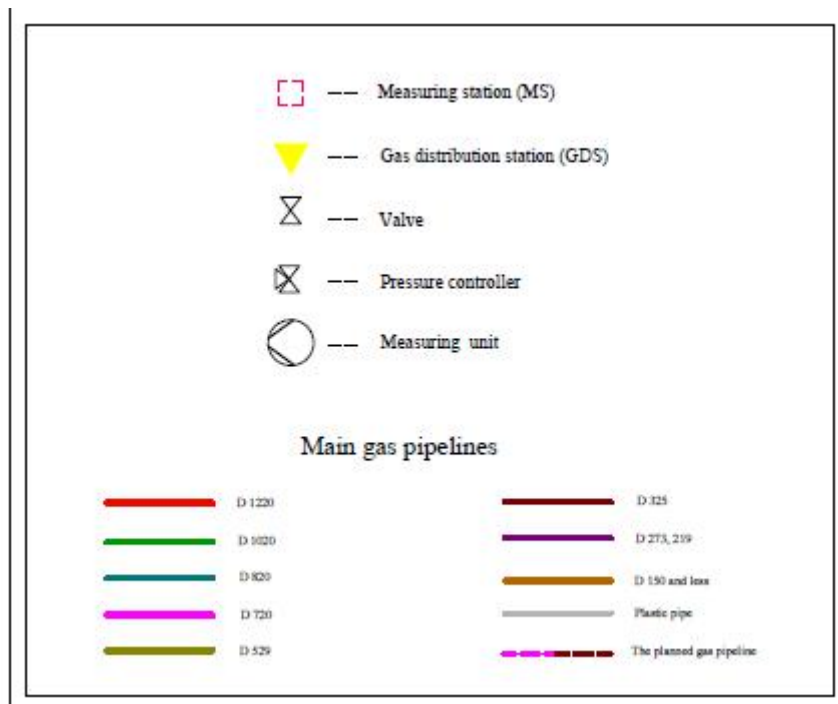 Measuring station (MS)
Gas distribution station (GDS)
Valve
Pressure controller
Measuring unit
Main gas pipelines
D 1220
D 1020
D 820
D 720
D 529
D 325
D 273, 219
D 150 and less
Plastic pipe
The planned gas pipeline